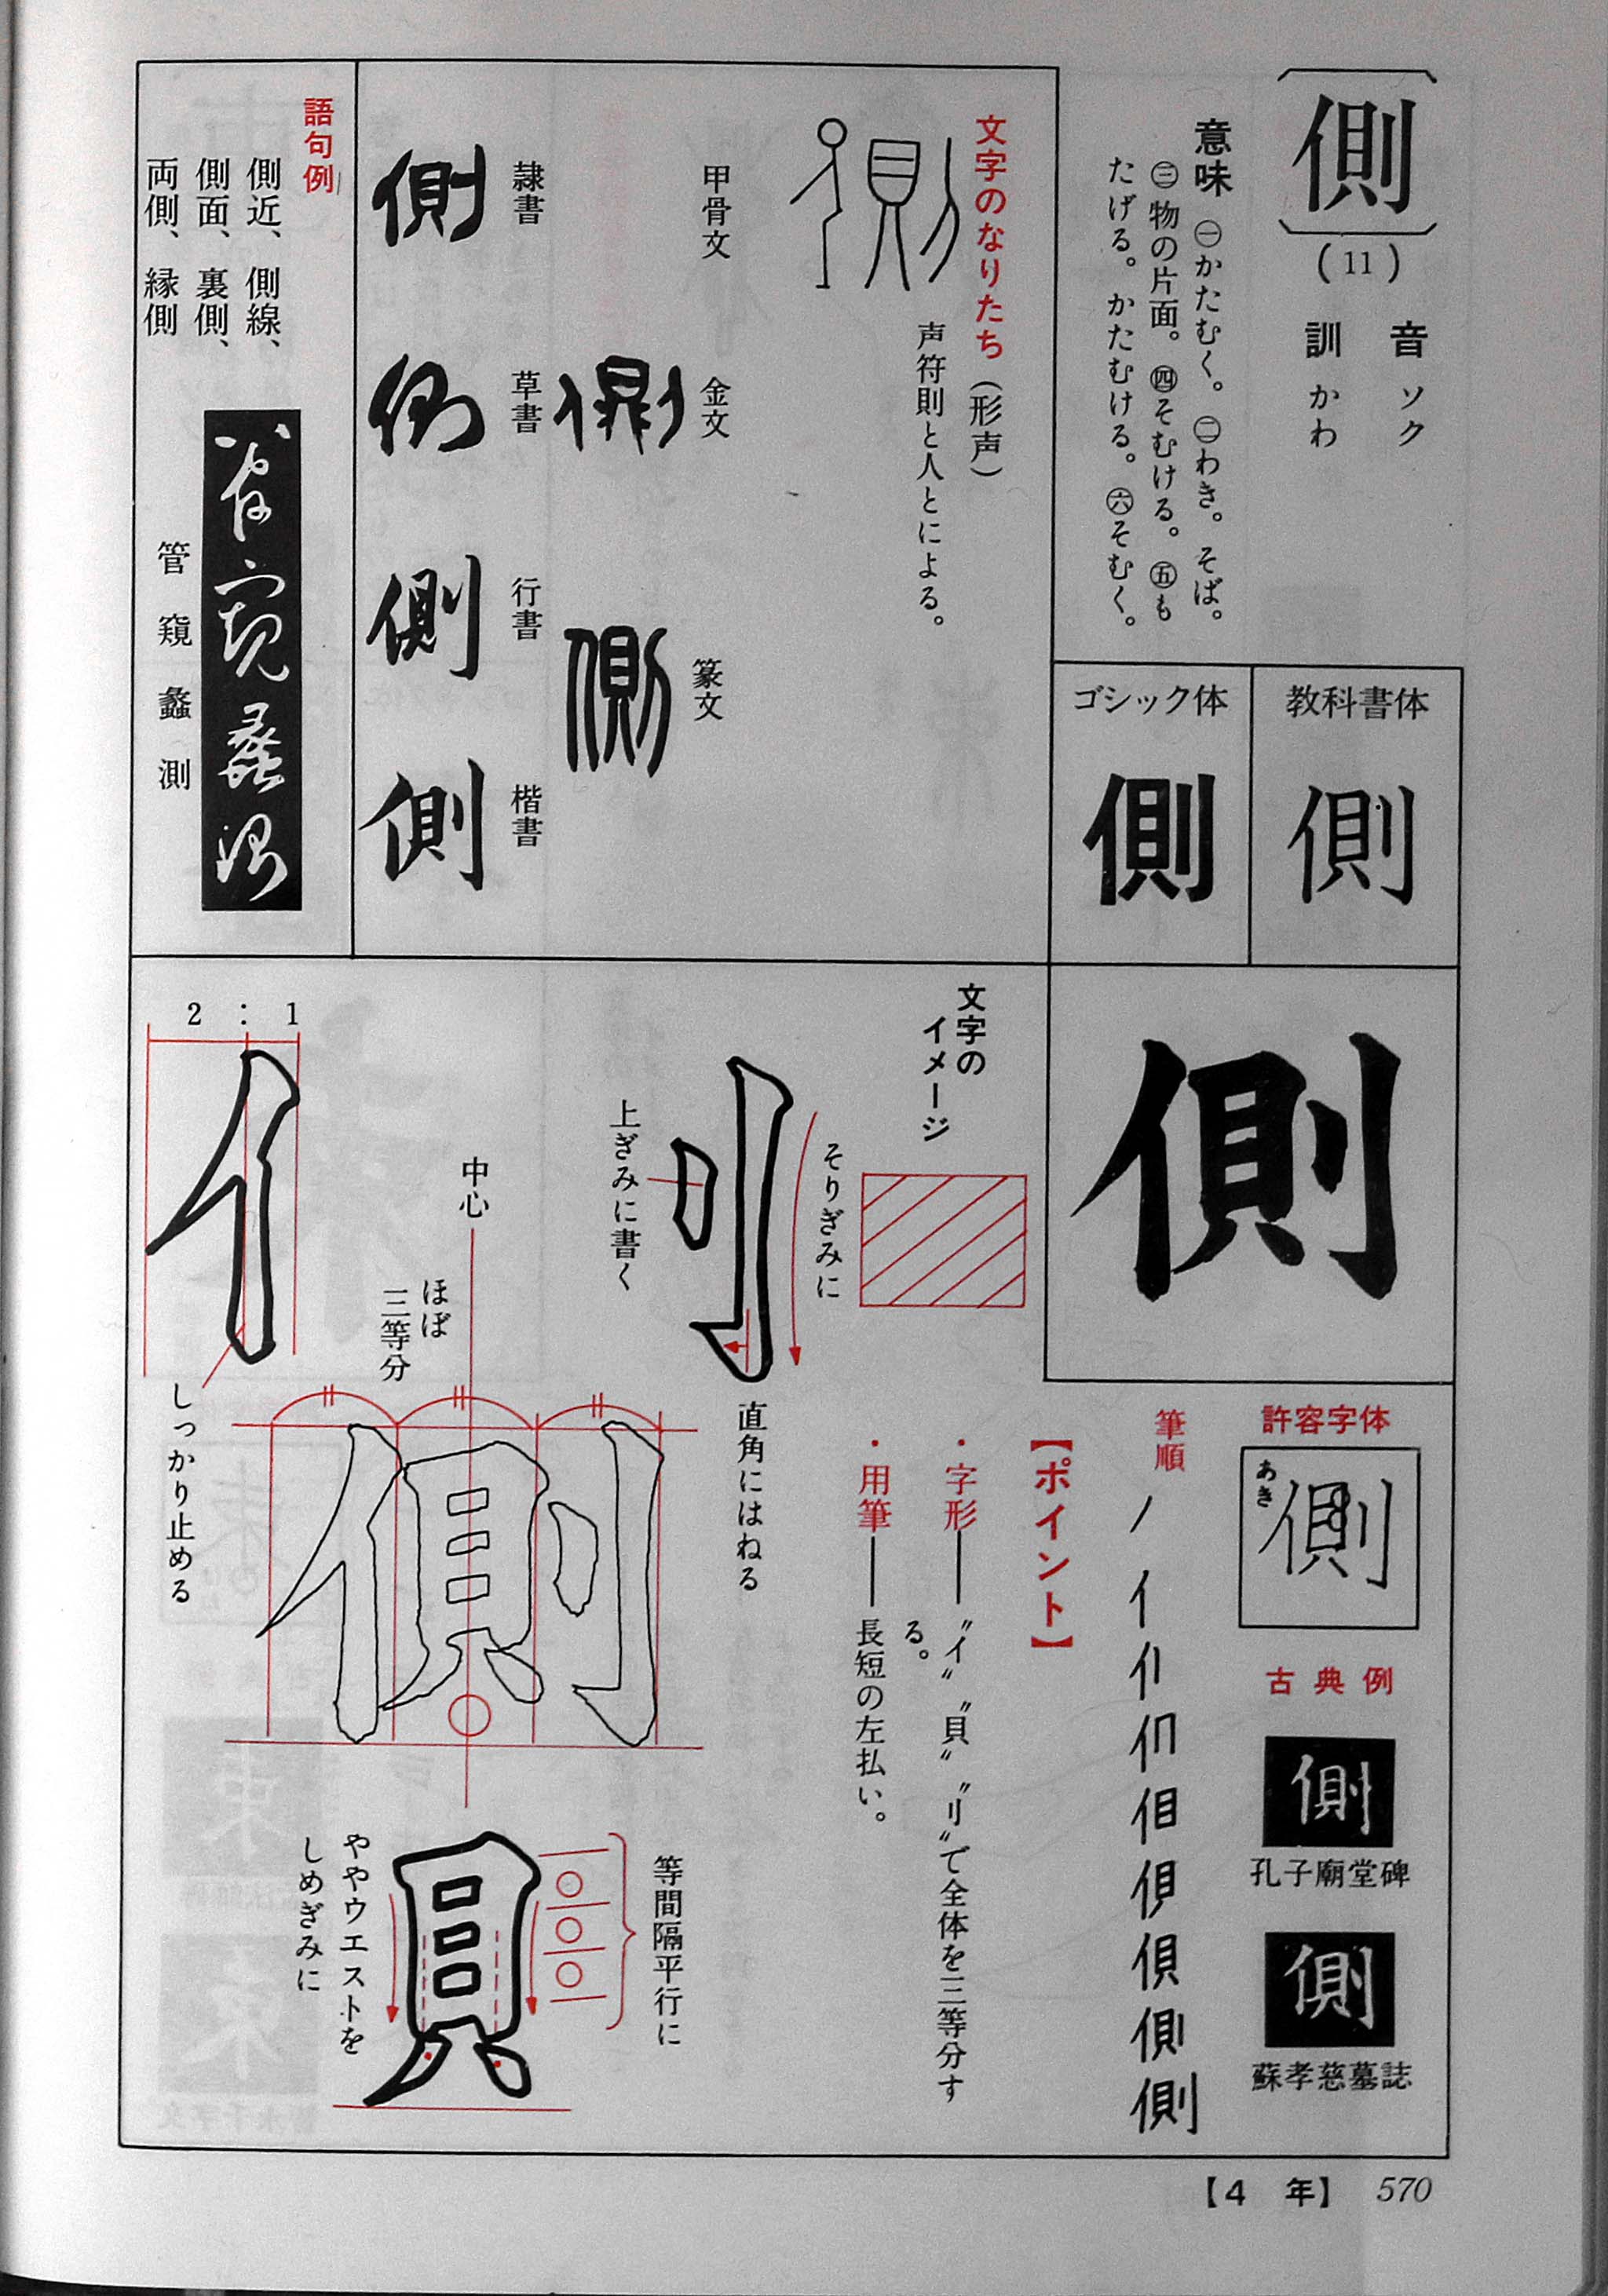 側
(11)
音 ソク
訓 かわ
意味 ㊀かたむく。㊁わき。そば。
㊂物の片面。㊃そむける。㊄も
たげる。かたむける。㊅そむく。
教科書体
側
ゴシック体
側
文字のなりたち（形声）
声符則と人とによる。
甲骨文
金文
篆文
隷書
側
草書
側
行書
側
楷書
側
語句例
側近、側線、
側面、裏側、
両側、縁側
管窺蠡測
側
許容字体
側
あき
古典例
側
孔子廟堂碑
側
蘇孝慈墓誌
筆順
側
【ポイント】
・字形——〝イ〟〝貝〟〝刂〟で全体を三等分す
る。
・用筆——長短の左払い。
文字の
イメージ
そりぎみに
上ぎみに書く
直角にはねる
中心
ほぼ
三等分
2：1
しっかり止める
等間隔平行に
ややウエストを
しめぎみに
【4 年】 570